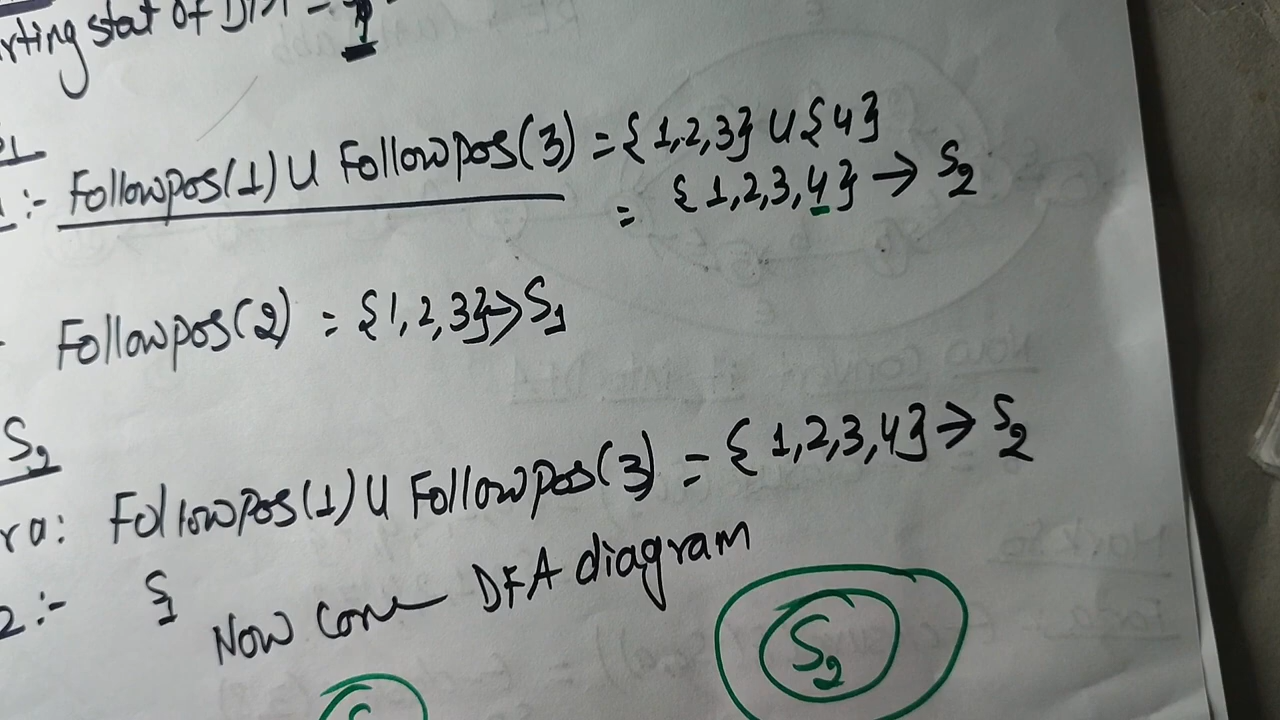 rting stat of DFA - 1
Followpos(1) U Followpos(3) = {1,2,3} U {4}
= {1,2,3,4} → S2
Followpos(2) = {1,2,3} → S1
S2
Followpos(1) U Followpos(3) = {1,2,3,4} → S2
S1
Now DFA diagram
S2